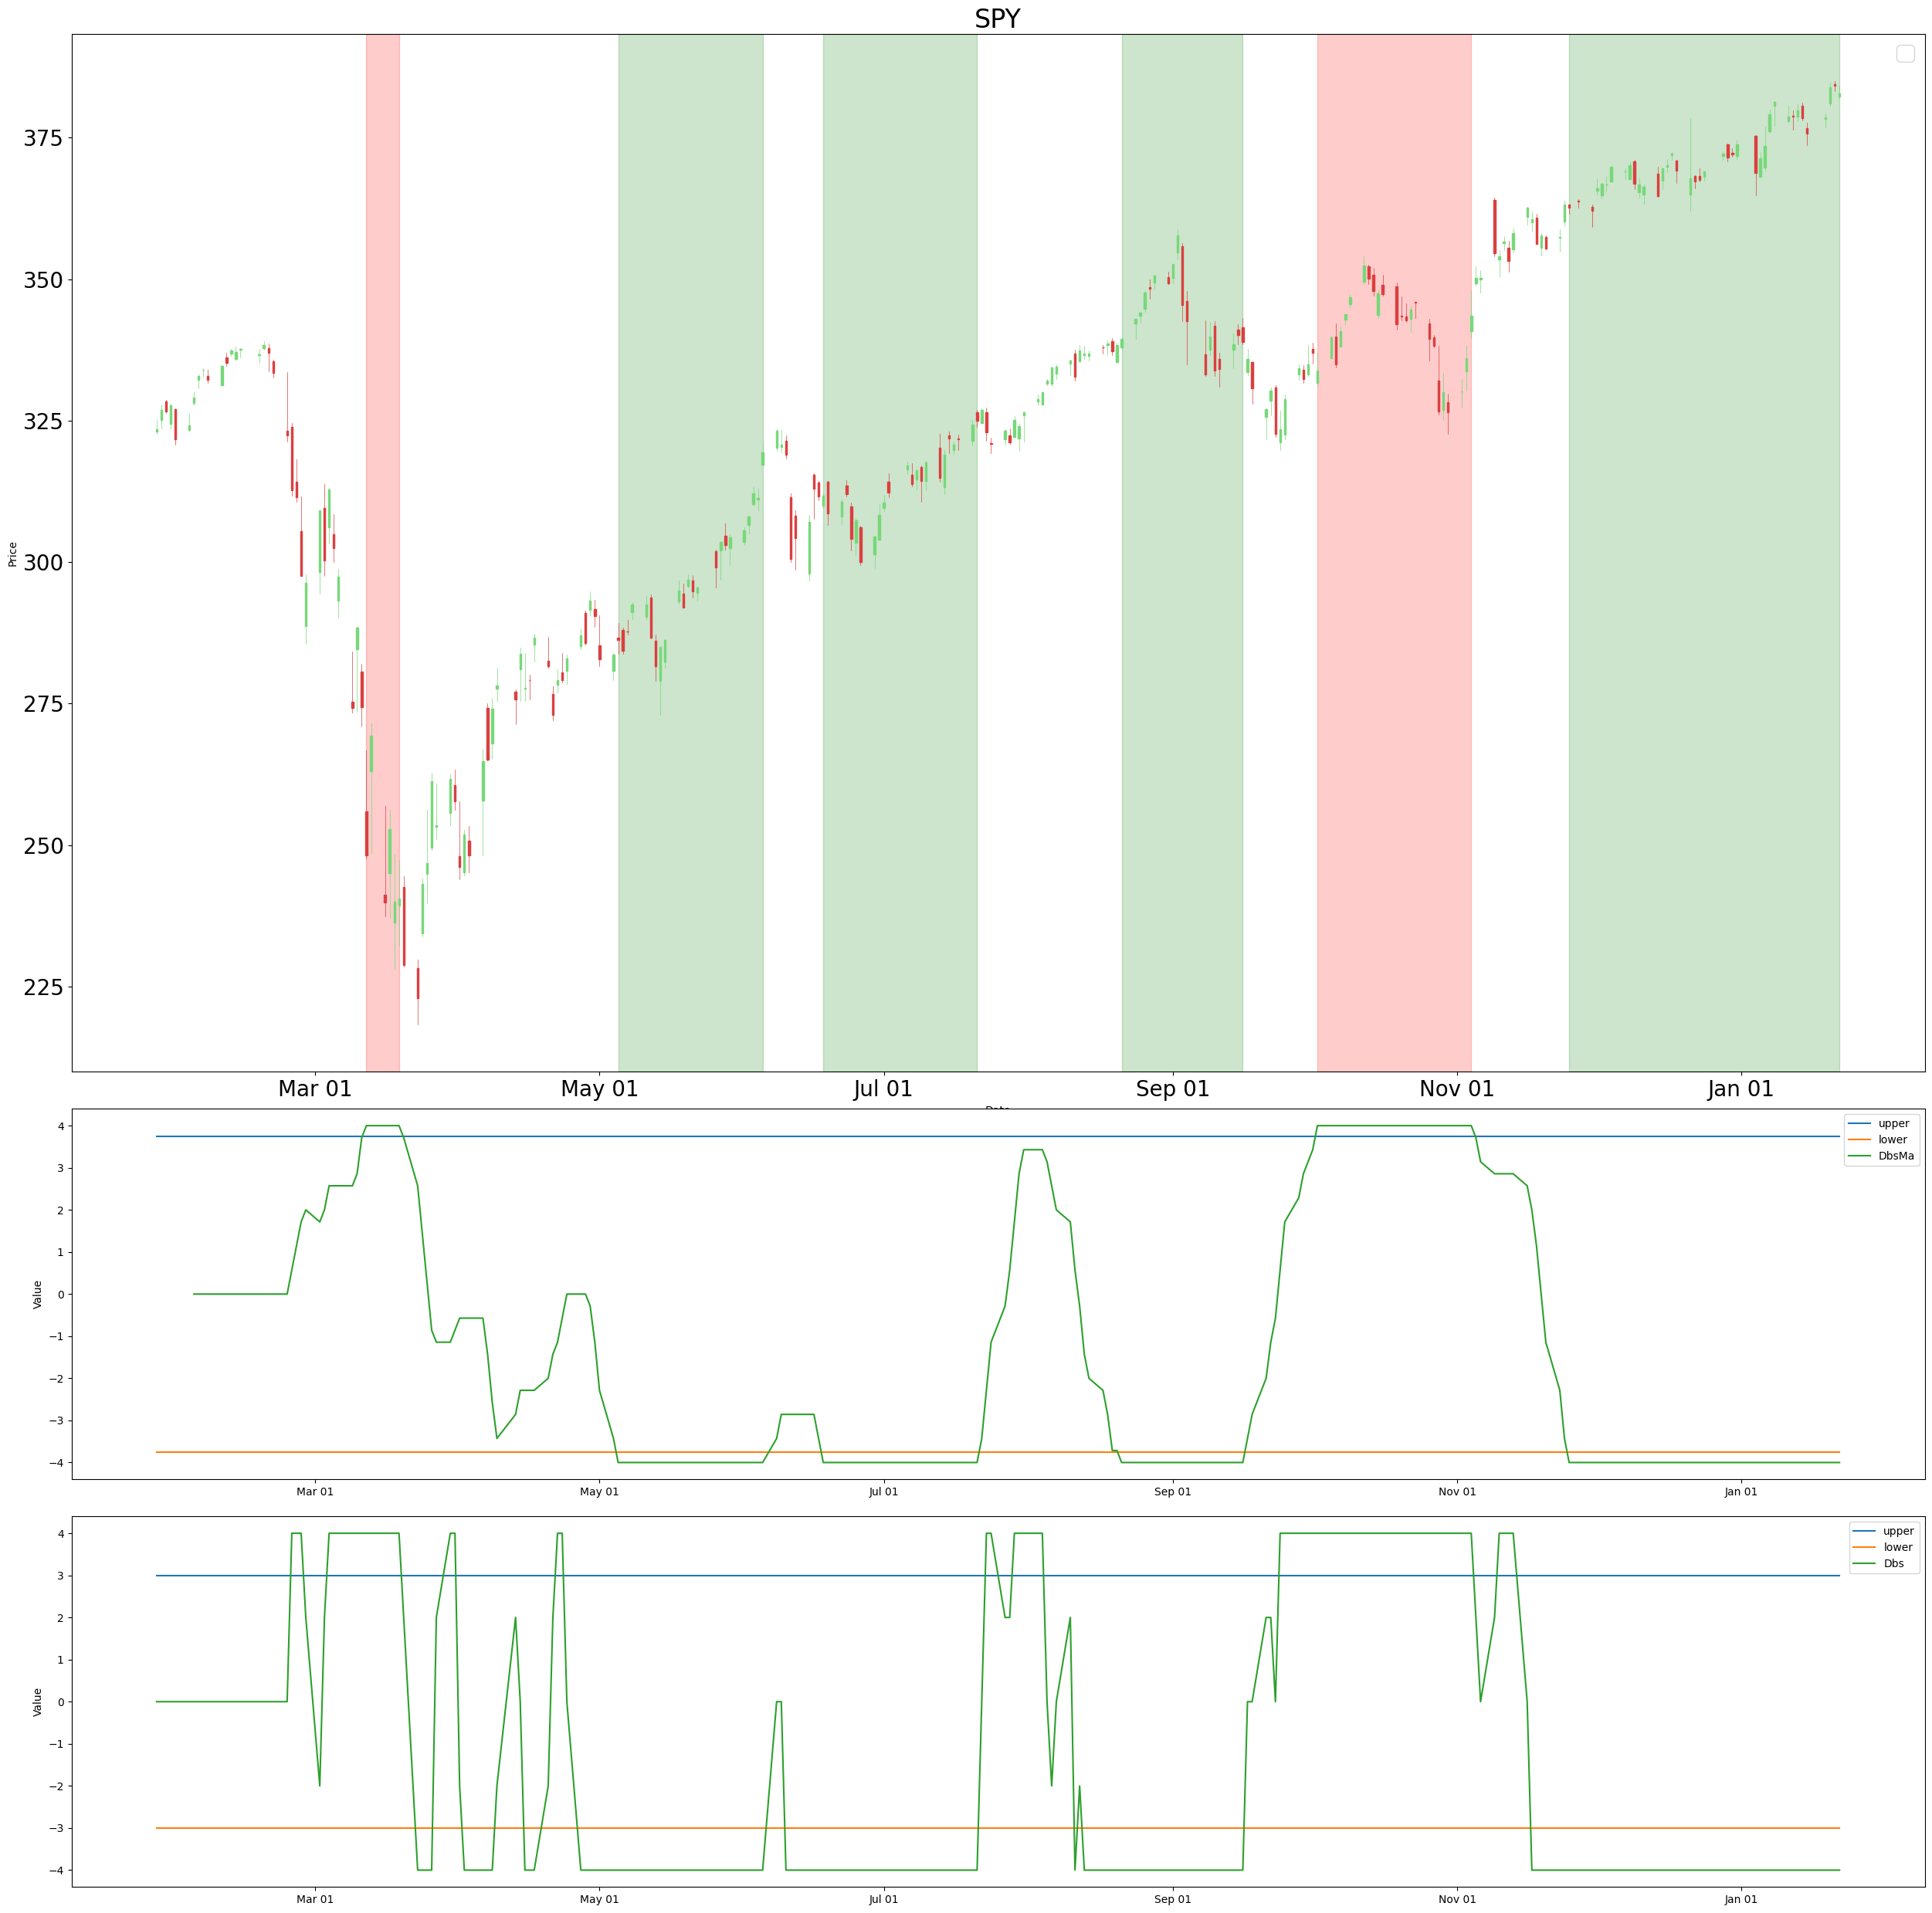 SPY
375
350
325
300
275
250
225
Price
Mar 01
May 01
Jul 01
Sep 01
Nov 01
Jan 01
4
3
2
1
0
−1
−2
−3
−4
Value
upper
lower
DbsMa
Mar 01
May 01
Jul 01
Sep 01
Nov 01
Jan 01
4
3
2
1
0
−1
−2
−3
−4
Value
upper
lower
Dbs
Mar 01
May 01
Jul 01
Sep 01
Nov 01
Jan 01